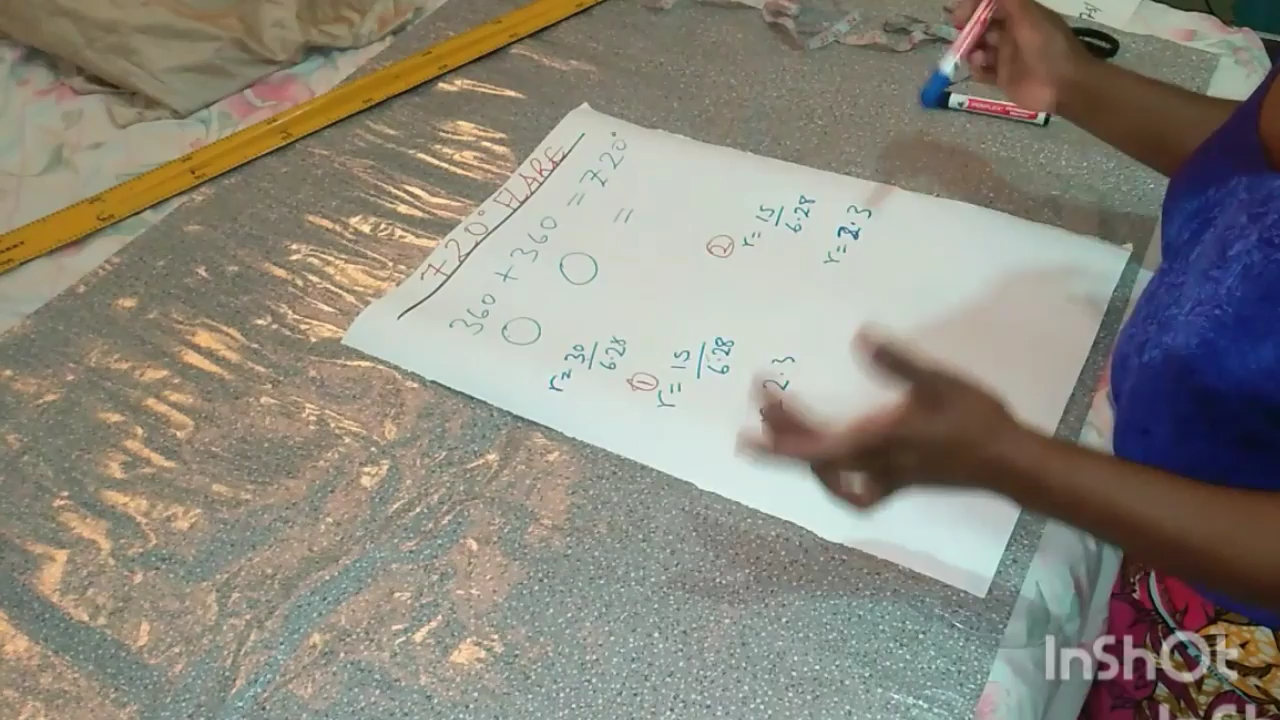 720° FLARE
360 + 360 = 720°
=
r= 30
6.28
①
r= 15
6.28
2.3
②
r= 15
6.28
r= 2.3
InShOt